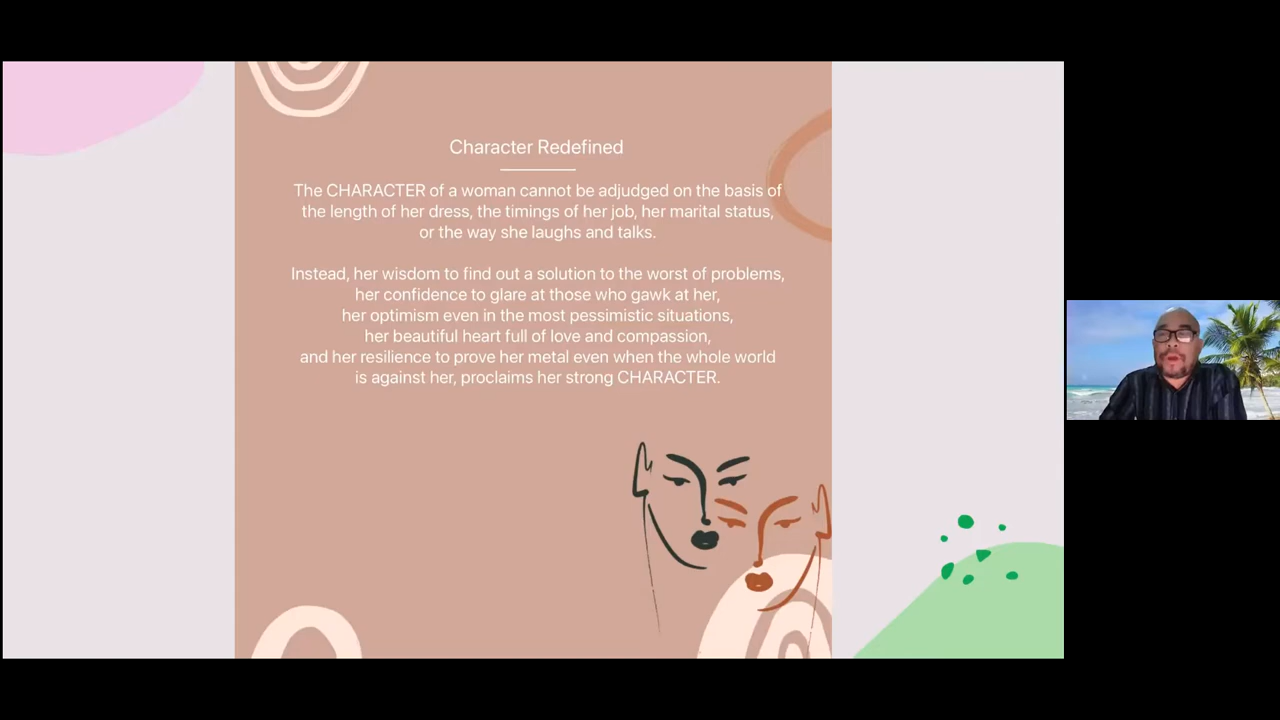 Character Redefined
The CHARACTER of a woman cannot be adjudged on the basis of
the length of her dress, the timings of her job, her marital status,
or the way she laughs and talks.
Instead, her wisdom to find out a solution to the worst of problems,
her confidence to glare at those who gawk at her,
her optimism even in the most pessimistic situations,
her beautiful heart full of love and compassion,
and her resilience to prove her metal even when the whole world
is against her, proclaims her strong CHARACTER.